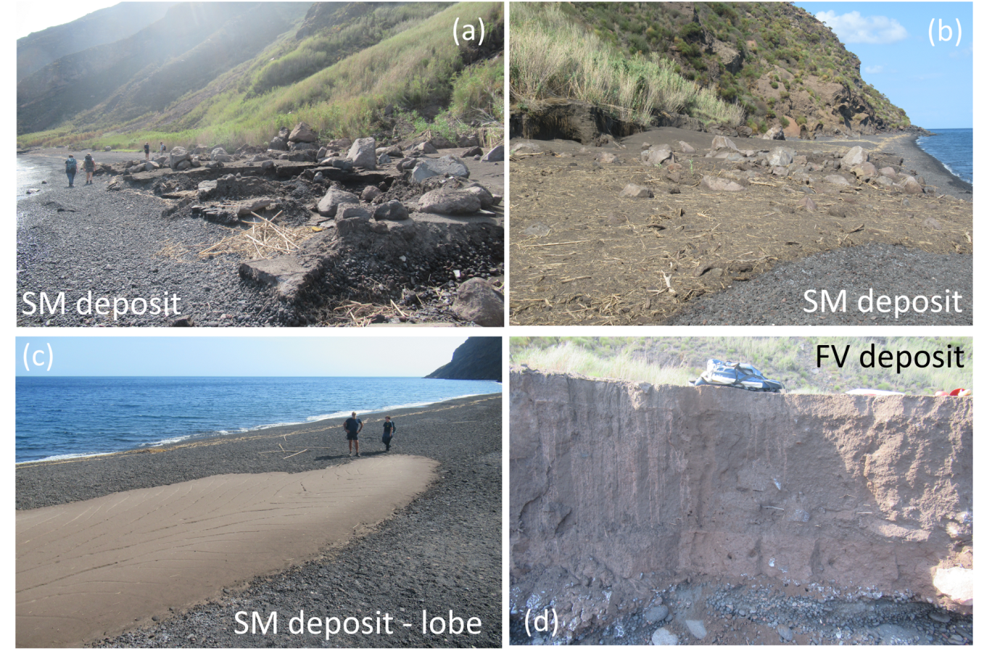 (a)
SM deposit
(b)
SM deposit
(c)
SM deposit - lobe
FV deposit
(d)